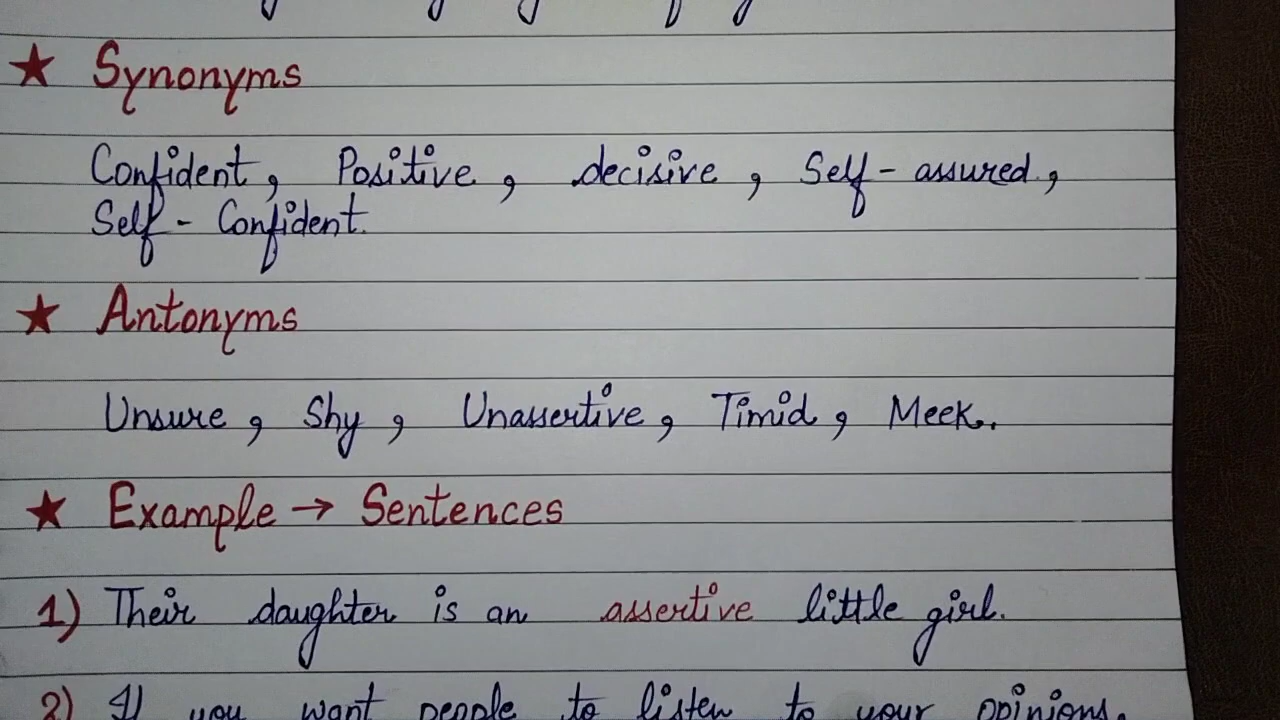 ★ Synonyms
Confident, Positive, decisive, Self-assured,
Self-Confident.
★ Antonyms
Unsure, Shy, Unassertive, Timid, Meek.
★ Example → Sentences
1) Their daughter is an assertive little girl.
2) If you want people to listen to your opinions,